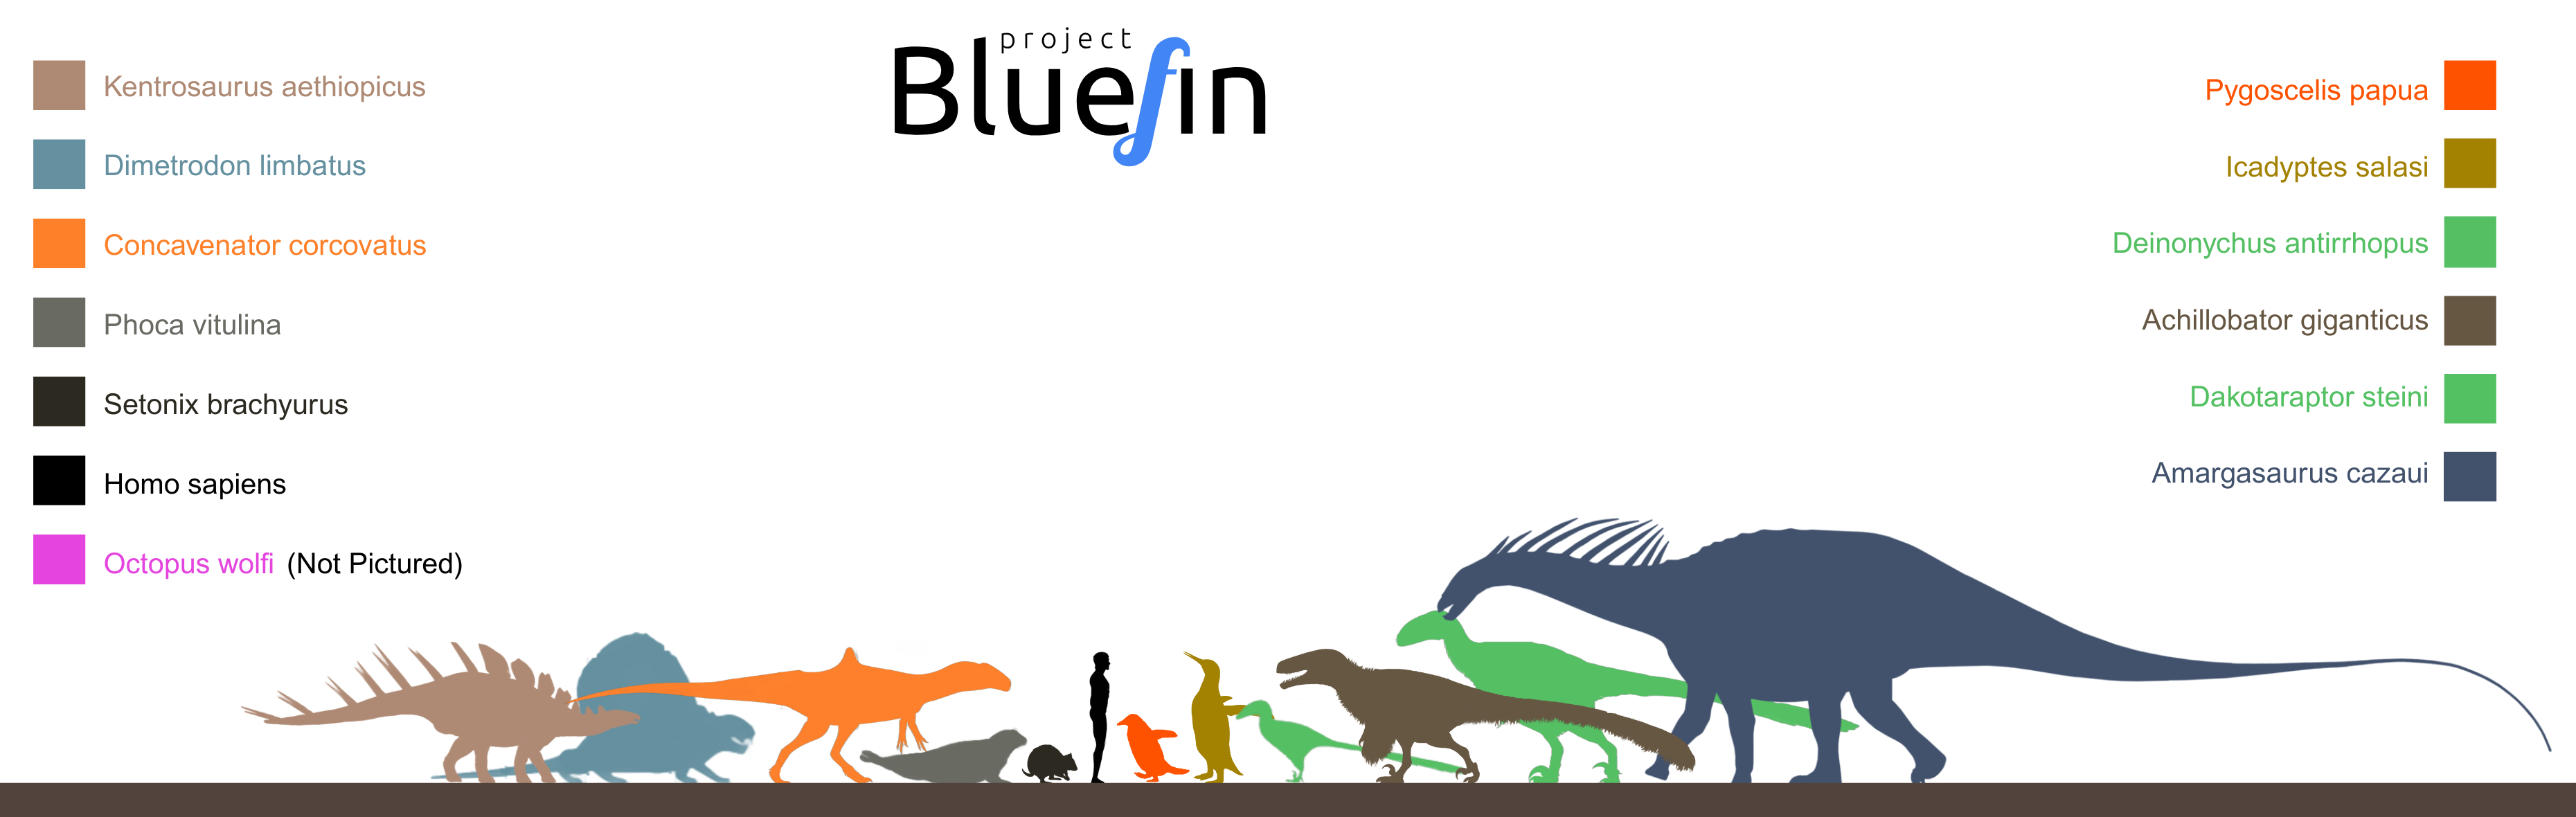 project
Bluefin
Kentrosaurus aethiopicus
Dimetrodon limbatus
Concavenator corcovatus
Phoca vitulina
Setonix brachyurus
Homo sapiens
Octopus wolfi (Not Pictured)
Pygoscelis papua
Icadyptes salasi
Deinonychus antirrhopus
Achillobator giganticus
Dakotaraptor steini
Amargasaurus cazaui